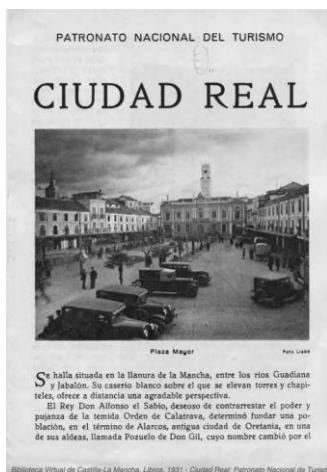 PATRONATO NACIONAL DEL TURISMO
CIUDAD REAL
Plaza Mayor
Foto Lladó
Se halla situada en la llanura de la Mancha, entre los ríos Guadiana
y Jabalón. Su caserío blanco sobre el que se elevan torres y chapi-
teles, ofrece a distancia una agradable perspectiva.
El Rey Don Alfonso el Sabio, deseoso de contrarrestar el poder y
pujanza de la temida Orden de Calatrava, determinó fundar una po-
blación, en el término de Alarcos, antigua ciudad de Oretania, en una
de sus aldeas, llamada Pozuelo de Don Gil, cuyo nombre cambió por el
Biblioteca Virtual de Castilla-La Mancha. Libros, 1931 - Ciudad Real: Patronato Nacional de Turis